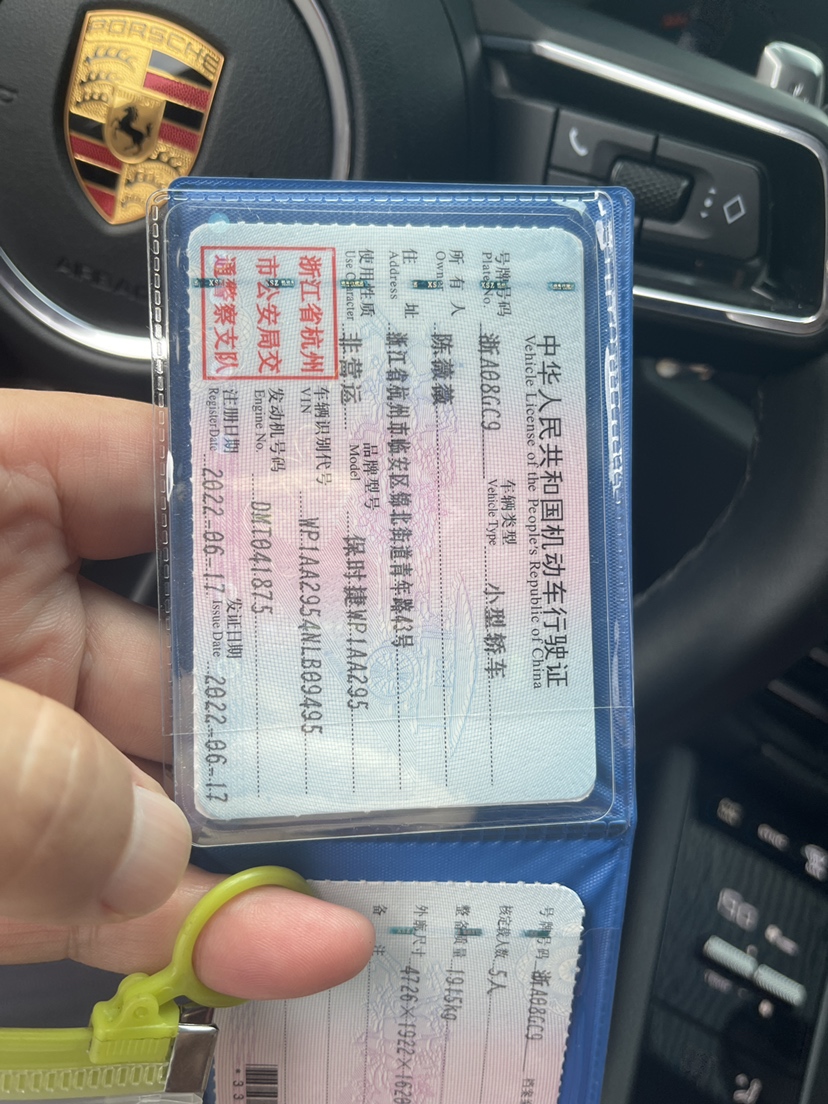 PORSCHE
中华人民共和国机动车行驶证
Vehicle License of the People's Republic of China
号牌号码 浙A08GC9 车辆类型 小型轿车
Plate No. Vehicle Type
所有人 陈薇薇
Owner
住址 浙江省杭州市临安区锦北街道青年路43号
Address
使用性质 非营运 品牌型号 保时捷WP1AA295
Use Character Model
浙江省杭州
市公安局交
通警察支队
车辆识别代号 WP1AA2954NLB09495
VIN
发动机号码 DMT041875
Engine No.
注册日期 2022-06-17 发证日期 2022-06-17
Register Date Issue Date
号牌号码 浙A08GC9
核定载人数 5人
整备质量 1915kg
外廓尺寸 4726×1922×1628
备注